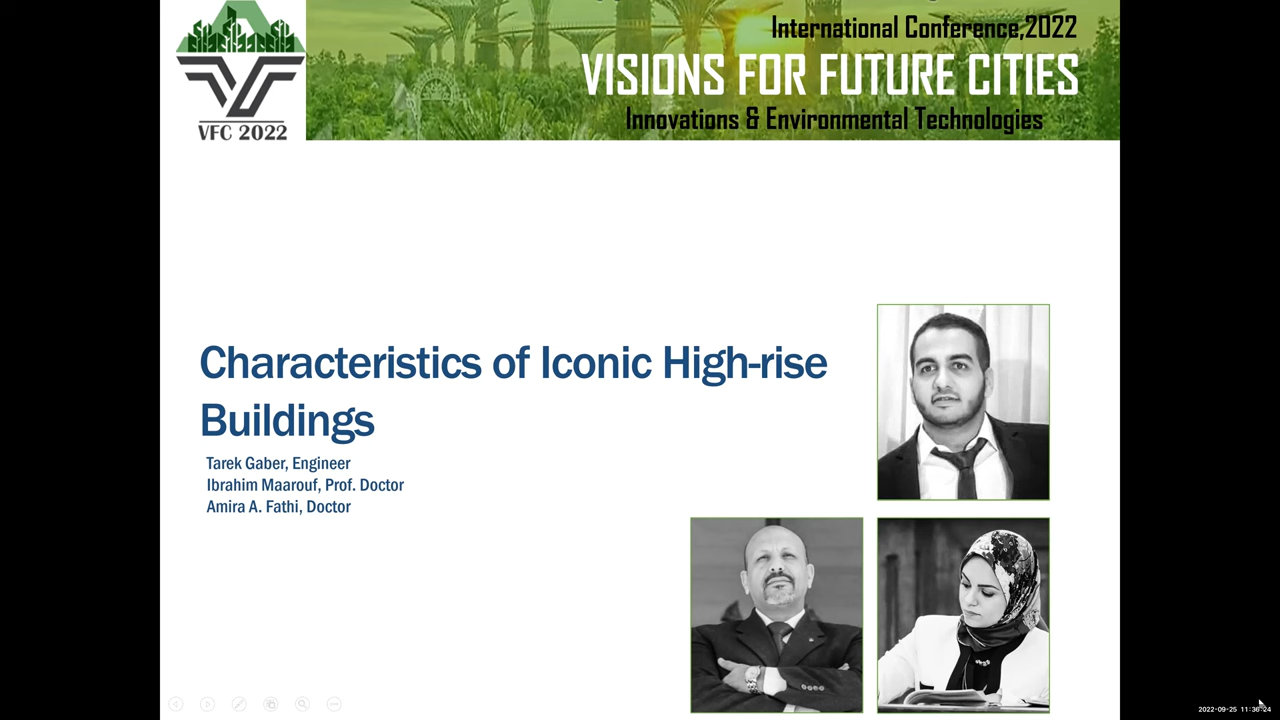 International Conference,2022
VISIONS FOR FUTURE CITIES
Innovations & Environmental Technologies
VFC 2022
Characteristics of Iconic High-rise
Buildings
Tarek Gaber, Engineer
Ibrahim Maarouf, Prof. Doctor
Amira A. Fathi, Doctor
2022-09-25 11:36:24